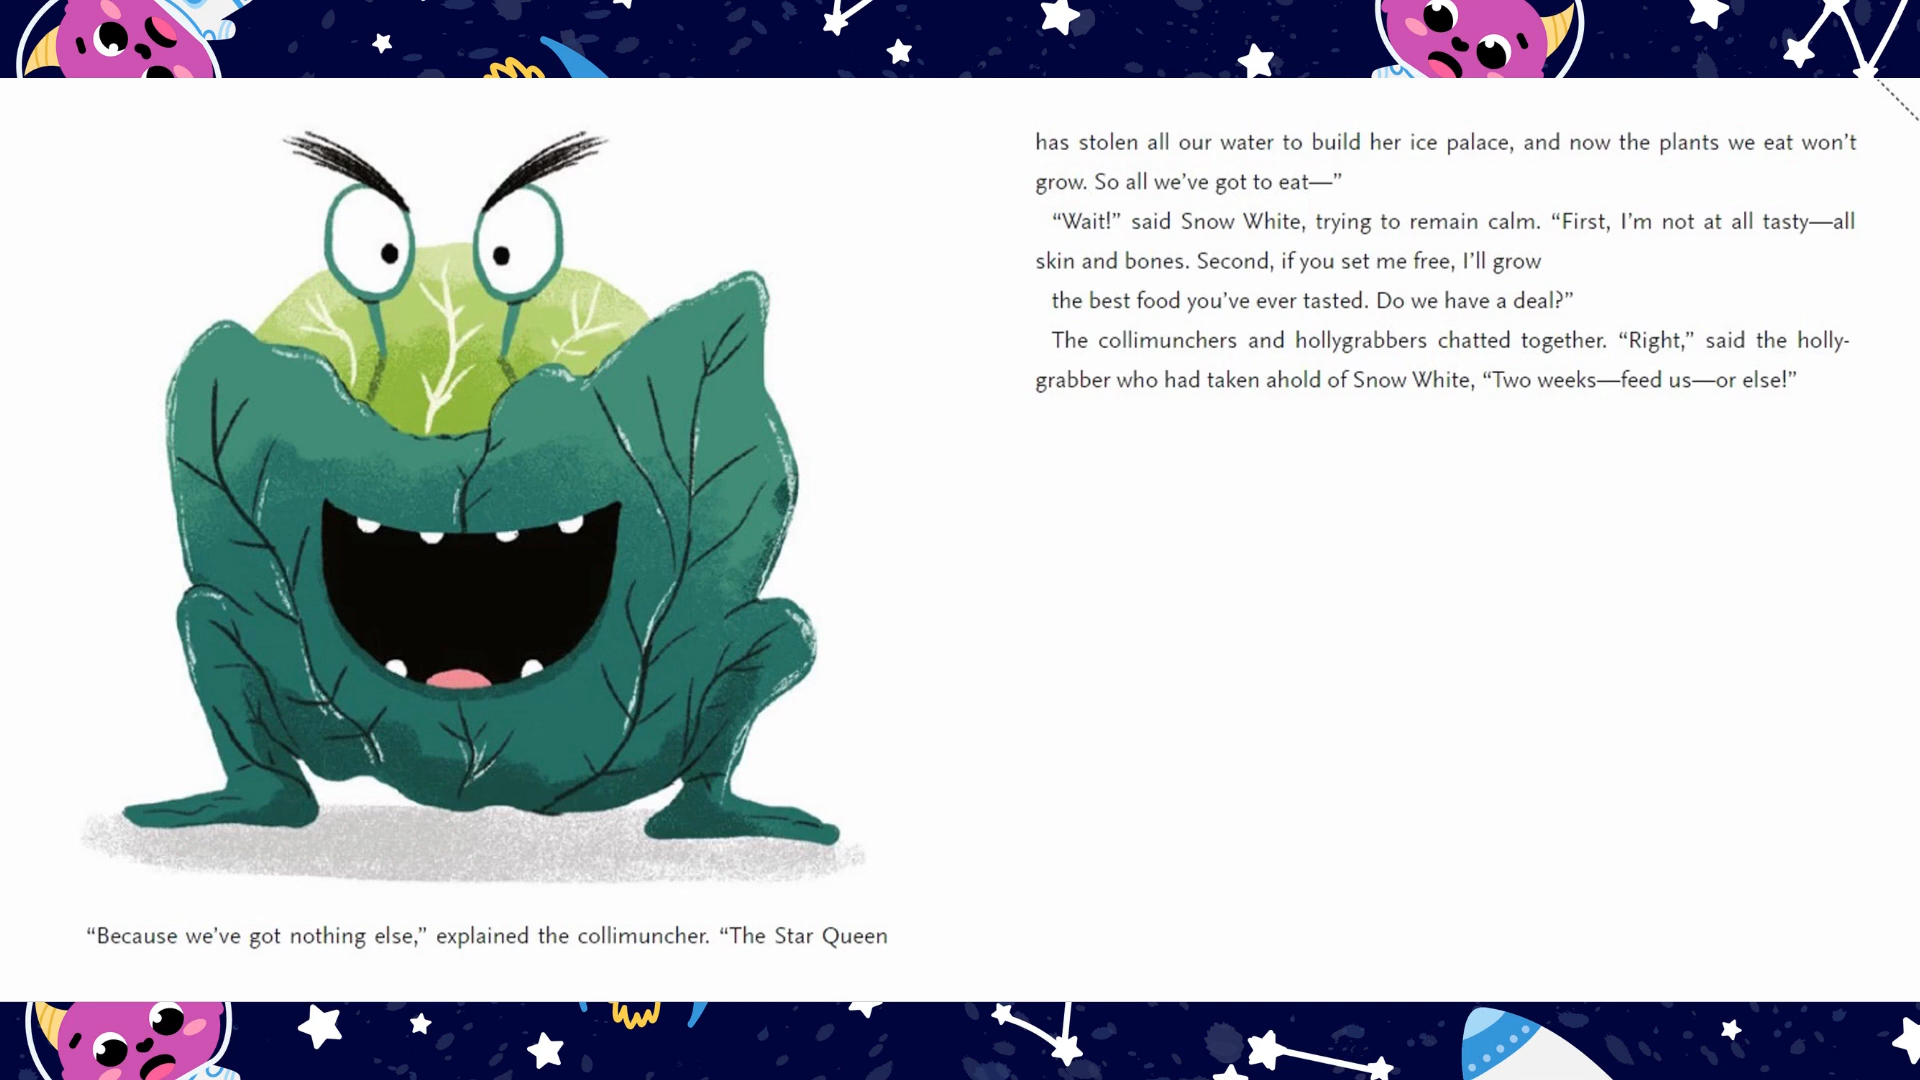 “Because we’ve got nothing else,” explained the collimuncher. “The Star Queen
has stolen all our water to build her ice palace, and now the plants we eat won’t
grow. So all we’ve got to eat—”
“Wait!” said Snow White, trying to remain calm. “First, I’m not at all tasty—all
skin and bones. Second, if you set me free, I’ll grow
the best food you’ve ever tasted. Do we have a deal?”
The collimunchers and hollygrabbers chatted together. “Right,” said the holly-
grabber who had taken ahold of Snow White, “Two weeks—feed us—or else!”